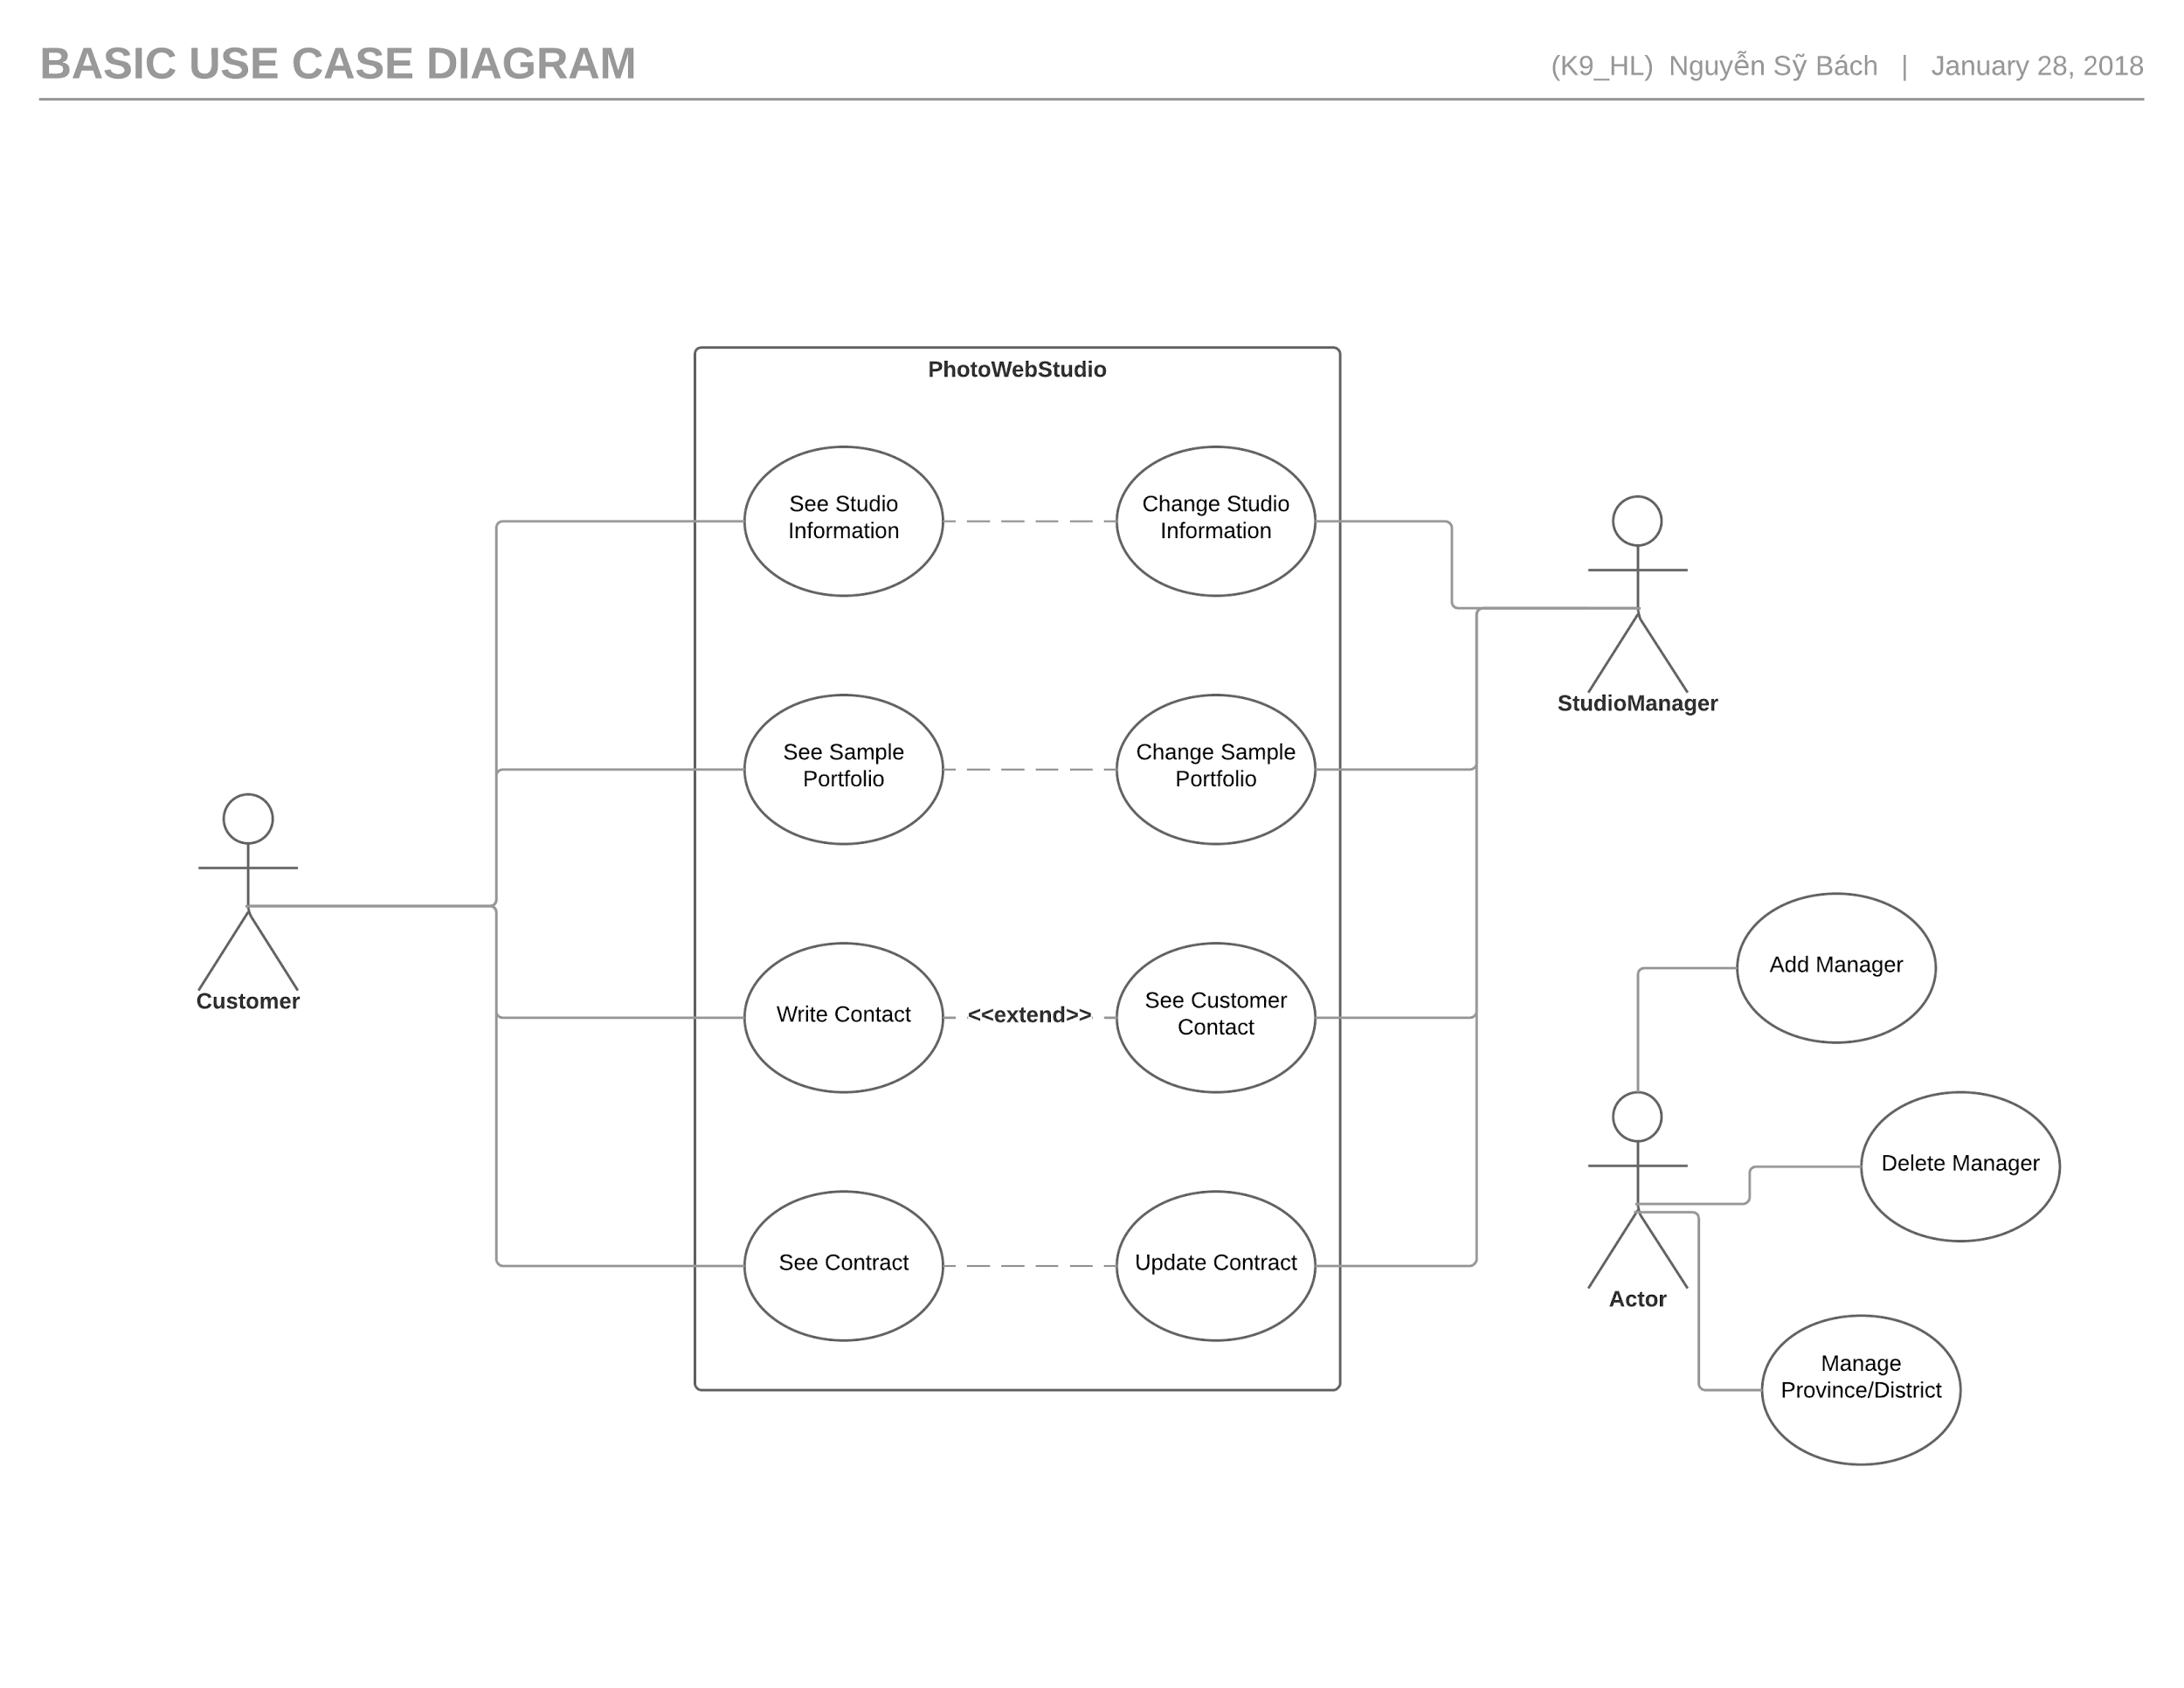 BASIC USE CASE DIAGRAM
(K9_HL)  Nguyễn Sỹ Bách   |   January 28, 2018
PhotoWebStudio
See Studio
Information
Change Studio
Information
StudioManager
See Sample
Portfolio
Change Sample
Portfolio
Customer
Write Contact
<<extend>>
See Customer
Contact
Add Manager
Delete Manager
See Contract
Update Contract
Actor
Manage
Province/District